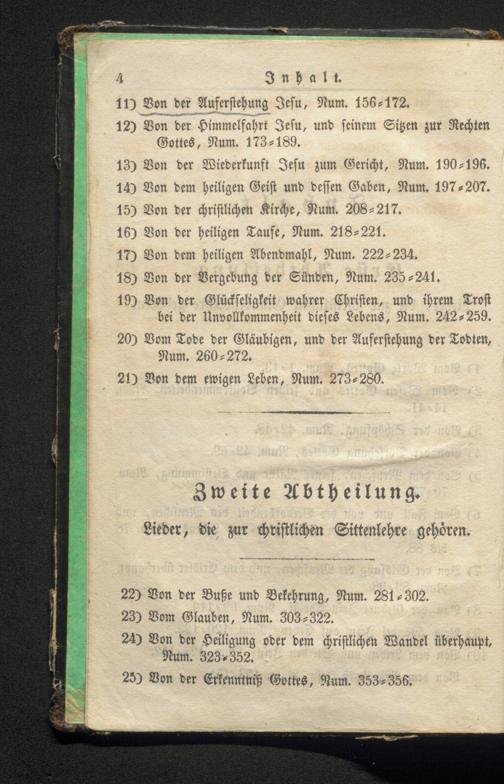 4 Inhalt.
11) Von der Auferstehung Jesu, Num. 156=172.
12) Von der Himmelfahrt Jesu, und seinem Sitzen zur Rechten
Gottes, Num. 173=189.
13) Von der Wiederkunft Jesu zum Gericht, Num. 190=196.
14) Von dem heiligen Geist und dessen Gaben, Num. 197=207.
15) Von der christlichen Kirche, Num. 208=217.
16) Von der heiligen Taufe, Num. 218=221.
17) Von dem heiligen Abendmahl, Num. 222=234.
18) Von der Vergebung der Sünden, Num. 235=241.
19) Von der Glückseligkeit wahrer Christen, und ihrem Trost
bei der Unvollkommenheit dieses Lebens, Num. 242=259.
20) Vom Tode der Gläubigen, und der Auferstehung der Todten,
Num. 260=272.
21) Von dem ewigen Leben, Num. 273=280.
Zweite Abtheilung.
Lieder, die zur christlichen Sittenlehre gehören.
22) Von der Buße und Bekehrung, Num. 281=302.
23) Vom Glauben, Num. 303=322.
24) Von der Heiligung oder dem christlichen Wandel überhaupt,
Num. 323=352.
25) Von der Erkenntniß Gottes, Num. 353=356.